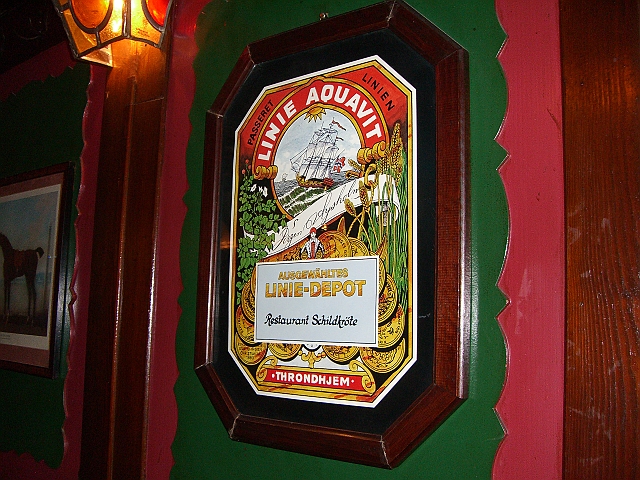 PASSERET LINIEN
LINIE AQUAVIT
AUSGEWÄHLTES
LINIE-DEPOT
Restaurant Schildkröte
·THRONDHJEM·